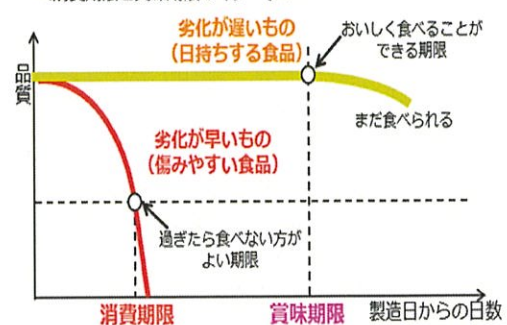 劣化が遅いもの
(日持ちする食品)
おいしく食べることが
できる期限
品質
まだ食べられる
劣化が早いもの
(傷みやすい食品)
過ぎたら食べない方が
よい期限
消費期限
賞味期限
製造日からの日数